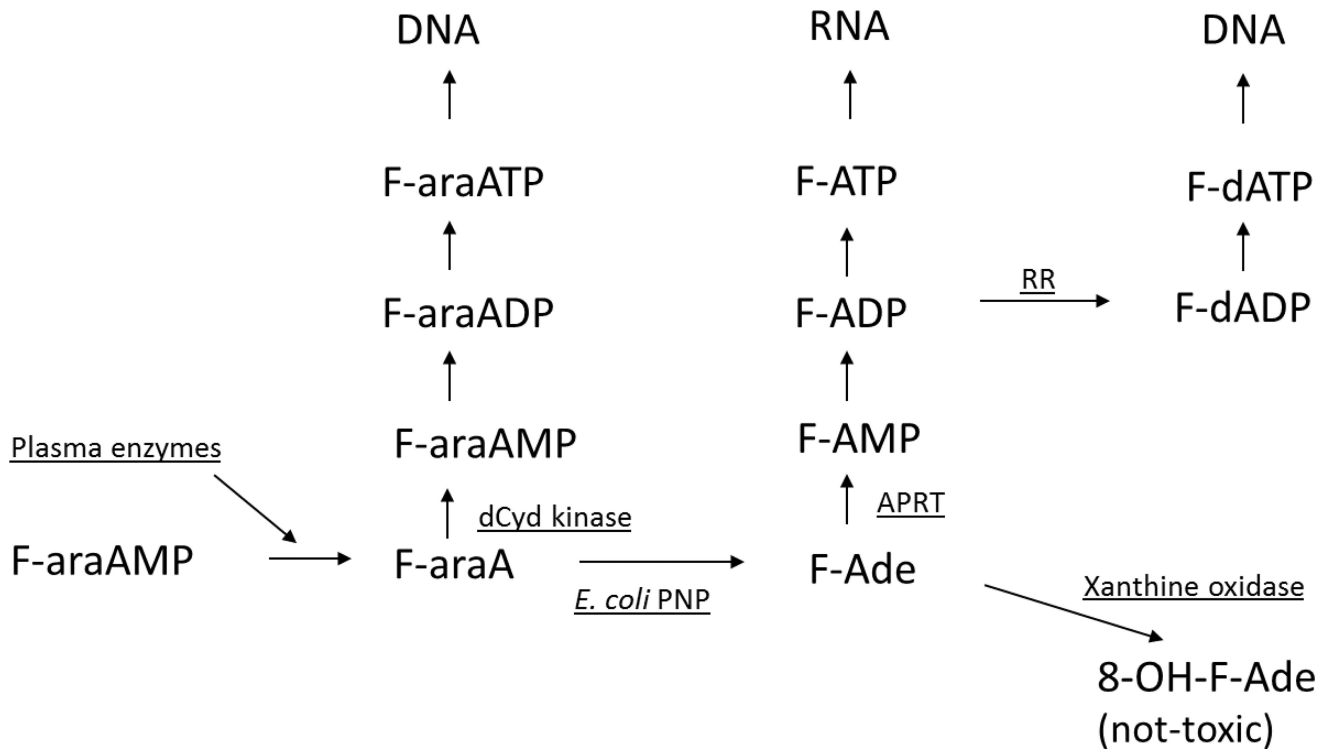 DNA
RNA
DNA
F-araATP
F-ATP
F-dATP
F-araADP
F-ADP
RR
F-dADP
Plasma enzymes
F-araAMP
F-AMP
dCyd kinase
APRT
F-araAMP
F-araA
E. coli PNP
F-Ade
Xanthine oxidase
8-OH-F-Ade
(not-toxic)